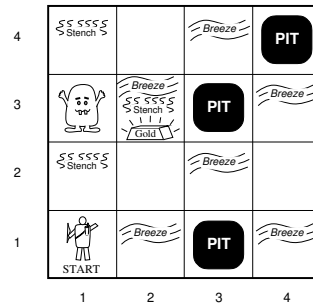 4 Stench Breeze PIT
Breeze
3 Stench PIT Breeze
Gold
2 Stench Breeze
1 Breeze PIT Breeze
START
1 2 3 4